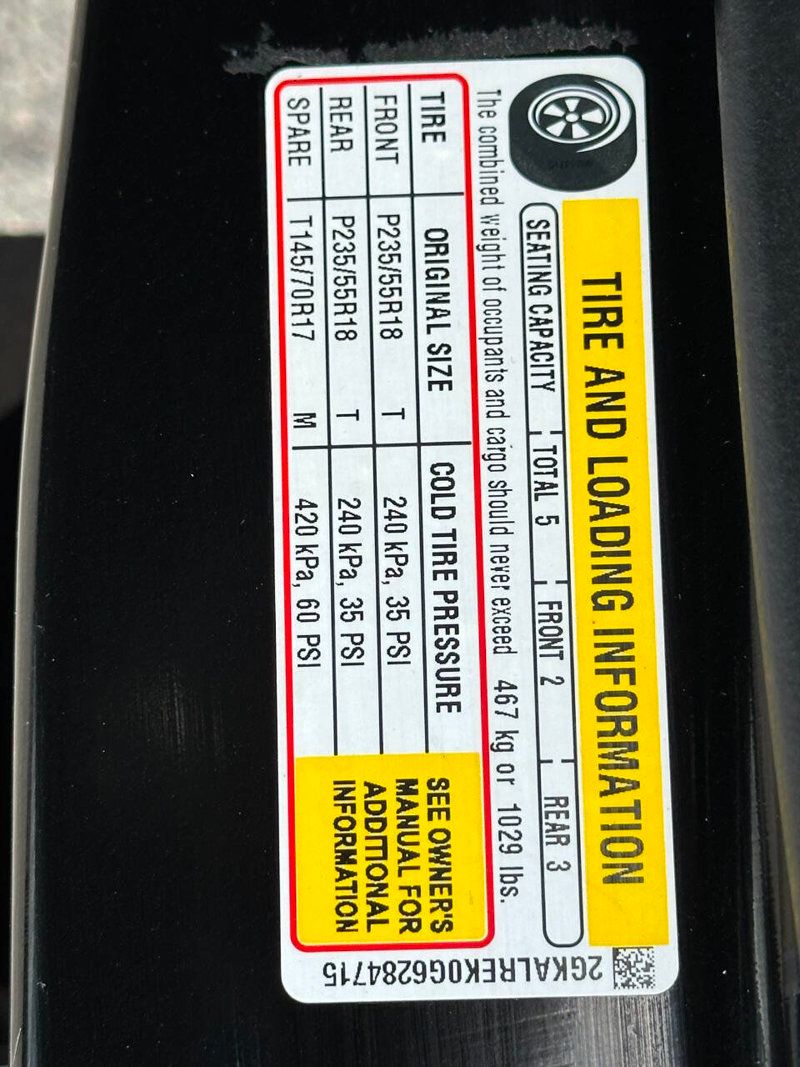 TIRE AND LOADING INFORMATION
SEATING CAPACITY TOTAL 5 FRONT 2 REAR 3
The combined weight of occupants and cargo should never exceed 467 kg or 1029 lbs.
TIRE ORIGINAL SIZE COLD TIRE PRESSURE
FRONT P235/55R18 T 240 kPa, 35 PSI
REAR P235/55R18 T 240 kPa, 35 PSI
SPARE T145/70R17 M 420 kPa, 60 PSI
SEE OWNER'S
MANUAL FOR
ADDITIONAL
INFORMATION
2GKALREK0G6284715